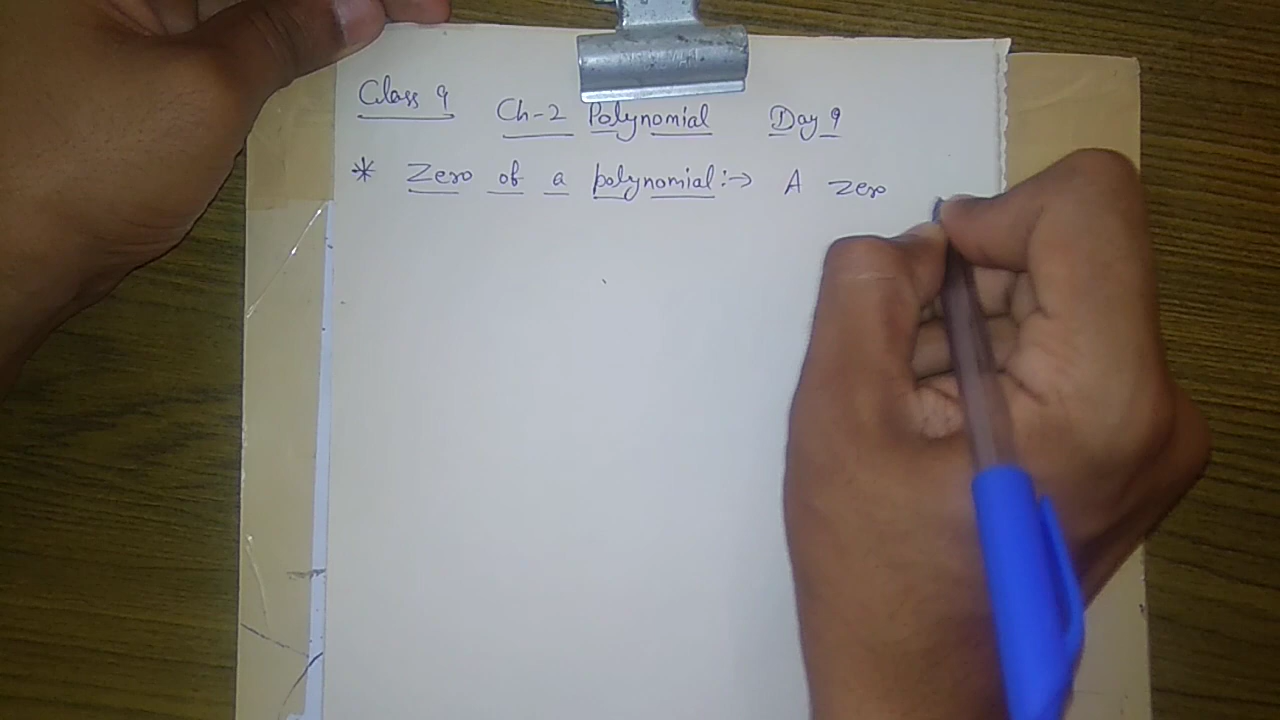 Class 9 Ch-2 Polynomial Day 9
* Zero of a polynomial:→ A zero